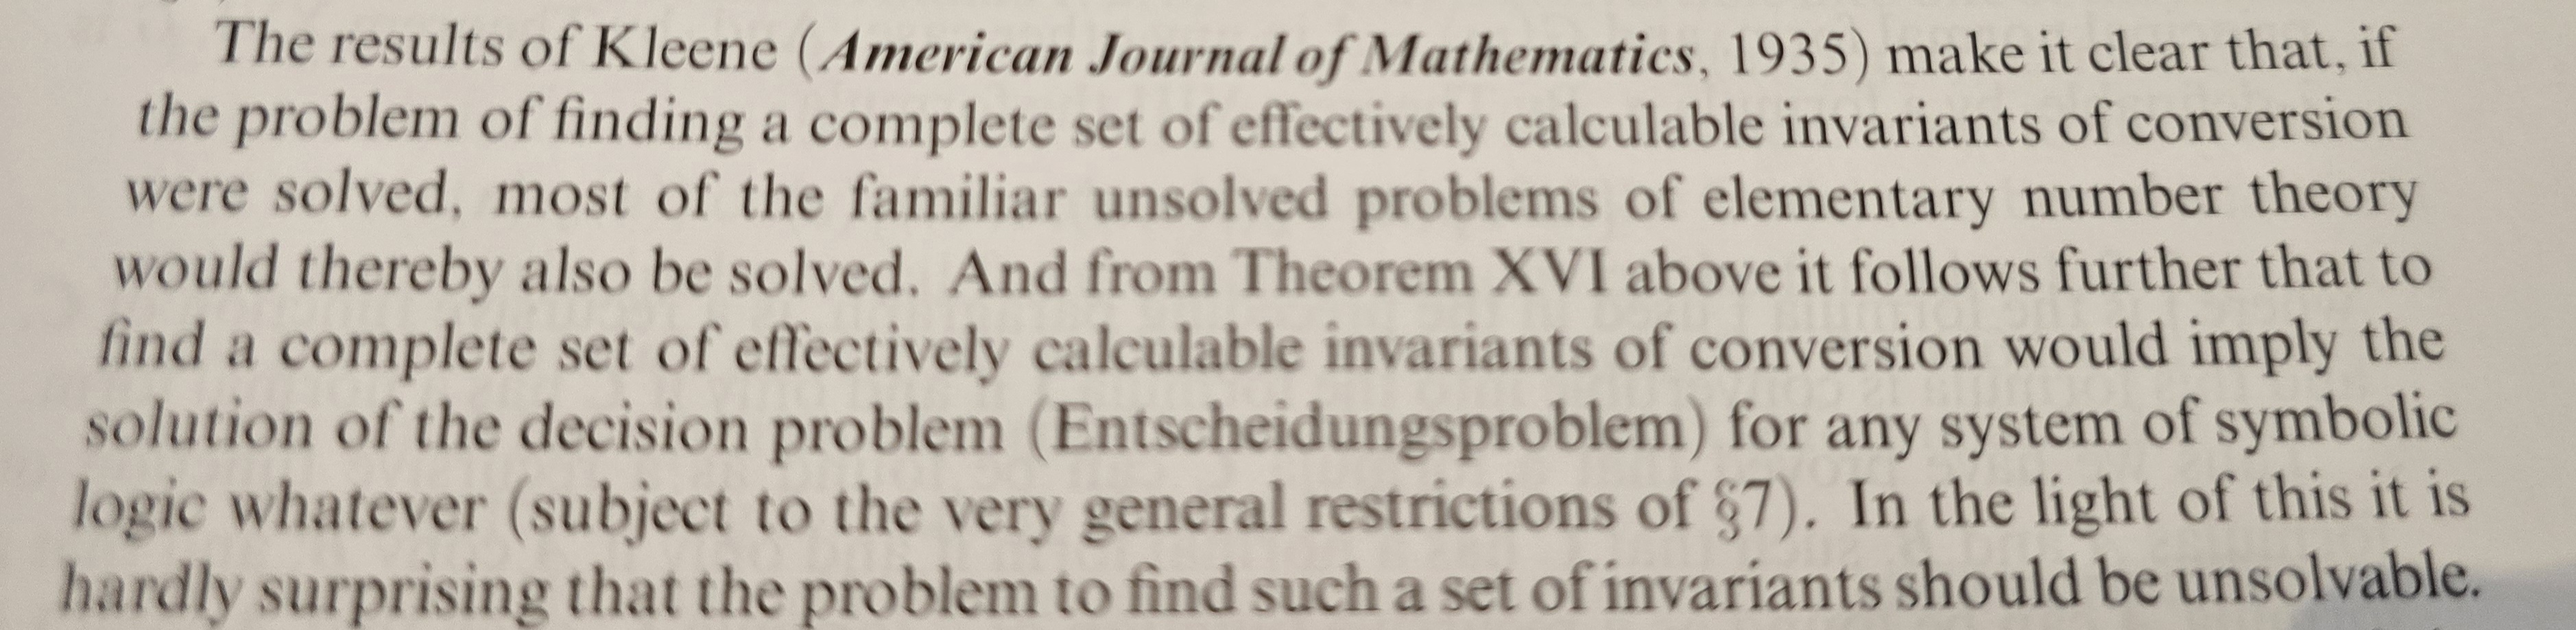 The results of Kleene (American Journal of Mathematics, 1935) make it clear that, if
the problem of finding a complete set of effectively calculable invariants of conversion
were solved, most of the familiar unsolved problems of elementary number theory
would thereby also be solved. And from Theorem XVI above it follows further that to
find a complete set of effectively calculable invariants of conversion would imply the
solution of the decision problem (Entscheidungsproblem) for any system of symbolic
logic whatever (subject to the very general restrictions of §7). In the light of this it is
hardly surprising that the problem to find such a set of invariants should be unsolvable.